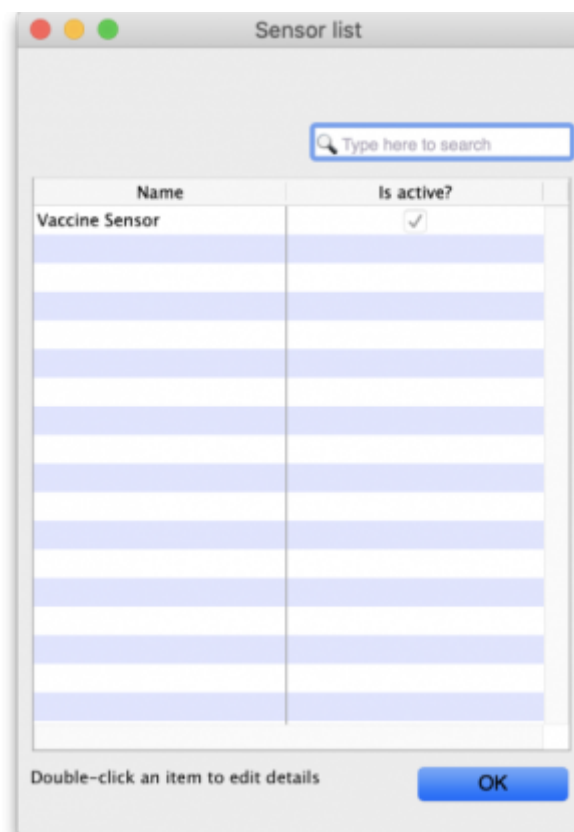 Sensor list
Type here to search
Name Is active?
Vaccine Sensor
Double-click an item to edit details
OK